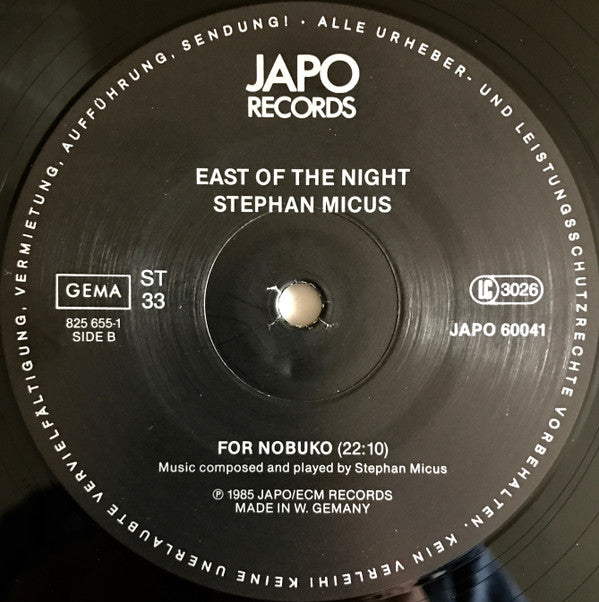 ALLE URHEBER- UND LEISTUNGSSCHUTZRECHTE VORBEHALTEN. KEIN VERLEIH! KEINE UNERLAUBTE VERVIELFÄLTIGUNG, VERMIETUNG, AUFFÜHRUNG, SENDUNG! ·
JAPO
RECORDS
EAST OF THE NIGHT
STEPHAN MICUS
GEMA
ST
33
825 655-1
SIDE B
LC 3026
JAPO 60041
FOR NOBUKO (22:10)
Music composed and played by Stephan Micus
℗ 1985 JAPO/ECM RECORDS
MADE IN W. GEMANY